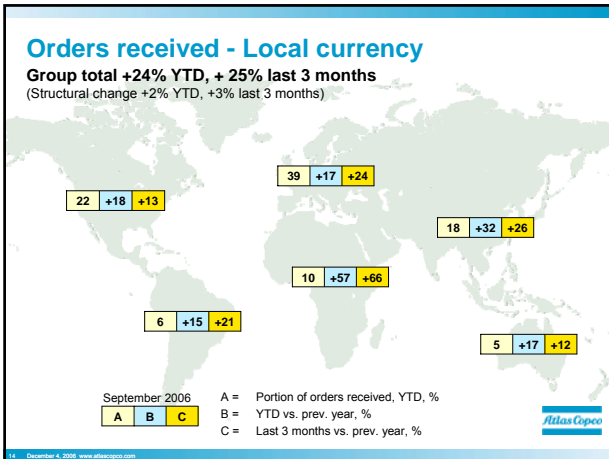 Orders received - Local currency
Group total +24% YTD, + 25% last 3 months
(Structural change +2% YTD, +3% last 3 months)
39 +17 +24
22 +18 +13
18 +32 +26
10 +57 +66
6 +15 +21
5 +17 +12
September 2006
A B C
A = Portion of orders received, YTD, %
B = YTD vs. prev. year, %
C = Last 3 months vs. prev. year, %
Atlas Copco
14 December 4, 2006 www.atlascopco.com